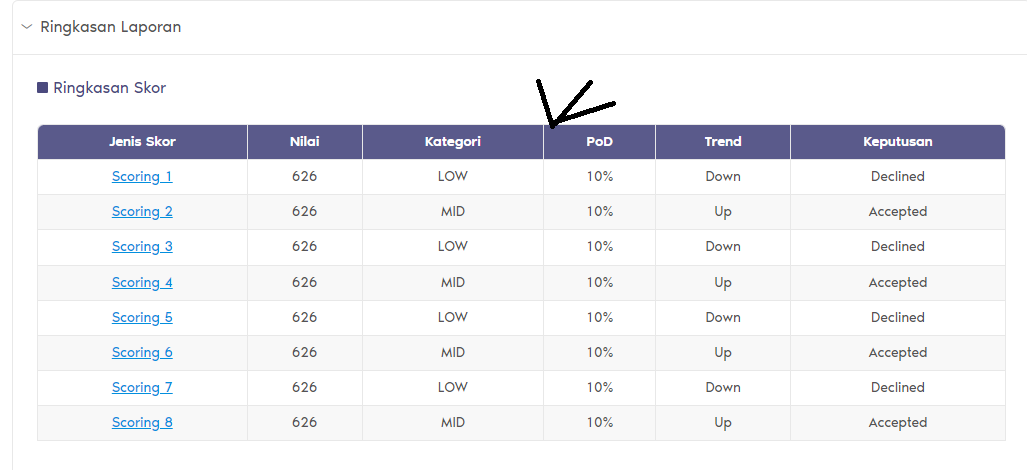 Ringkasan Laporan
Ringkasan Skor
Jenis Skor Nilai Kategori PoD Trend Keputusan
Scoring 1 626 LOW 10% Down Declined
Scoring 2 626 MID 10% Up Accepted
Scoring 3 626 LOW 10% Down Declined
Scoring 4 626 MID 10% Up Accepted
Scoring 5 626 LOW 10% Down Declined
Scoring 6 626 MID 10% Up Accepted
Scoring 7 626 LOW 10% Down Declined
Scoring 8 626 MID 10% Up Accepted